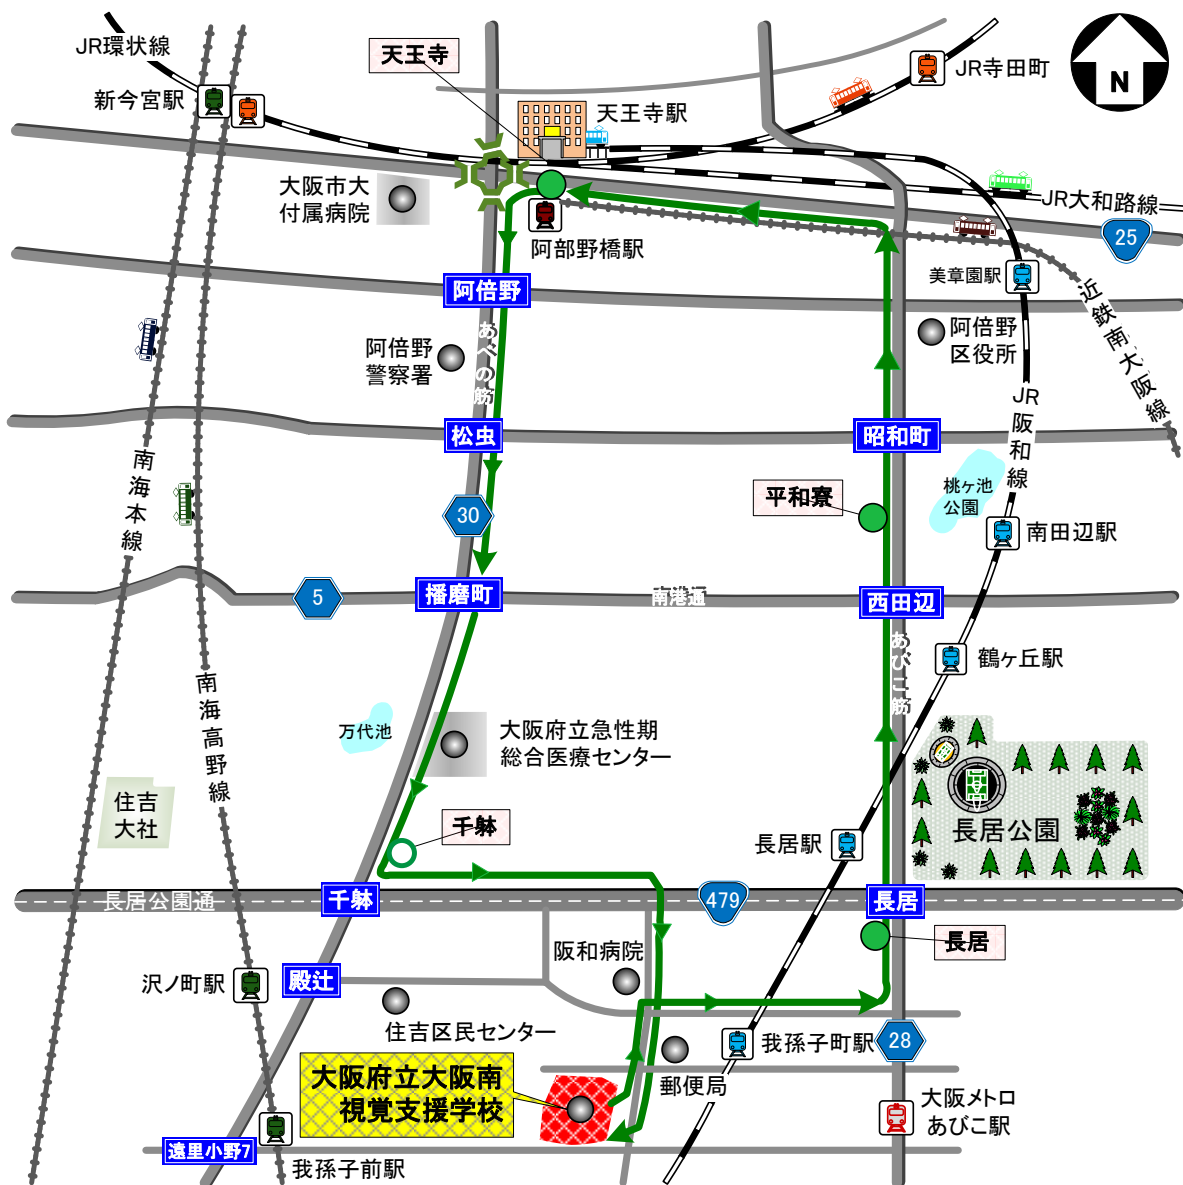 JR環状線
天王寺
JR寺田町
N
新今宮駅
天王寺駅
大阪市大
付属病院
JR大和路線
25
阿部野橋駅
美章園駅
阿倍野
近鉄南大阪線
あべの筋
阿倍野
警察署
阿倍野
区役所
JR阪和線
松虫
昭和町
南海本線
桃ヶ池
公園
平和寮
30
南田辺駅
5
播磨町
南港通
西田辺
あびこ筋
鶴ヶ丘駅
南海高野線
万代池
大阪府立急性期
総合医療センター
住吉
大社
千躰
長居駅
長居公園
長居公園通
千躰
479
長居
長居
阪和病院
沢ノ町駅
殿辻
住吉区民センター
我孫子町駅
28
大阪府立大阪南
視覚支援学校
郵便局
大阪メトロ
あびこ駅
遠里小野7
我孫子前駅